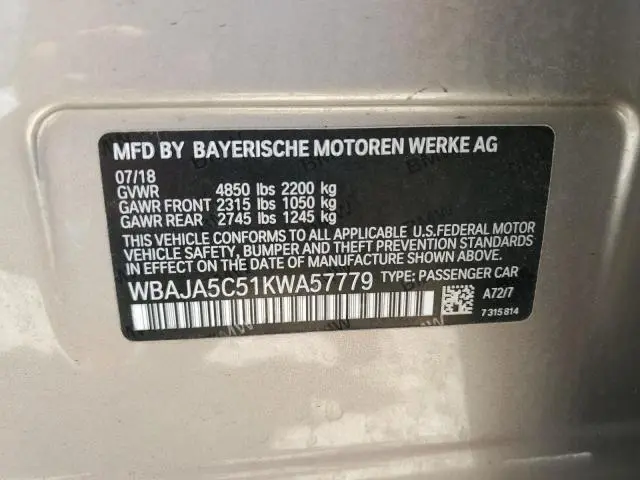 MFD BY BAYERISCHE MOTOREN WERKE AG
07/18
GVWR 4850 lbs 2200 kg
GAWR FRONT 2315 lbs 1050 kg
GAWR REAR 2745 lbs 1245 kg
THIS VEHICLE CONFORMS TO ALL APPLICABLE U.S.FEDERAL MOTOR
VEHICLE SAFETY, BUMPER AND THEFT PREVENTION STANDARDS
IN EFFECT ON THE DATE OF MANUFACTURE SHOWN ABOVE.
WBAJA5C51KWA57779 TYPE: PASSENGER CAR
A72/7
7 315 814